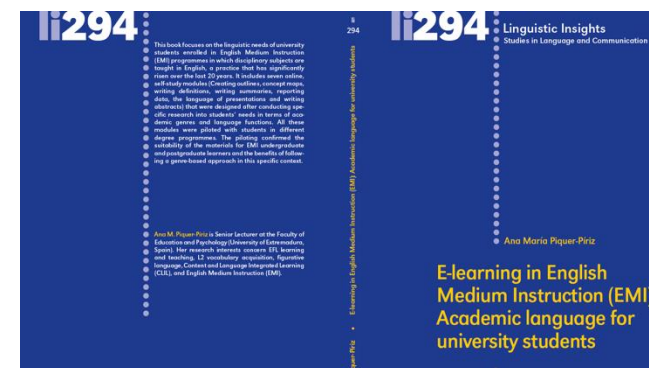 li294
This book focuses on the linguistic needs of university
students enrolled in English Medium Instruction
(EMI) programmes in which disciplinary subjects are
taught in English, a practice that has significantly
risen over the last 20 years. It includes seven online,
self-study modules (Creating outlines, concept maps,
writing definitions, writing summaries, reporting
data, the language of presentations and writing
abstracts) that were designed after conducting spe-
cific research into students' needs in terms of aca-
demic genres and language functions. All these
modules were piloted with students in different
degree programmes. The piloting confirmed the
suitability of the materials for EMI undergraduate
and postgraduate learners and the benefits of follow-
ing a genre-based approach in this specific context.
Ana M. Piquer-Píriz is Senior Lecturer at the Faculty of
Education and Psychology (University of Extremadura,
Spain). Her research interests concern EFL learning
and teaching, L2 vocabulary acquisition, figurative
language, Content and Language Integrated Learning
(CLIL), and English Medium Instruction (EMI).
li
294
E-learning in English Medium Instruction (EMI) Academic language for university students
quer-Píriz
li294
Linguistic Insights
Studies in Language and Communication
Ana María Piquer-Píriz
E-learning in English
Medium Instruction (EMI)
Academic language for
university students